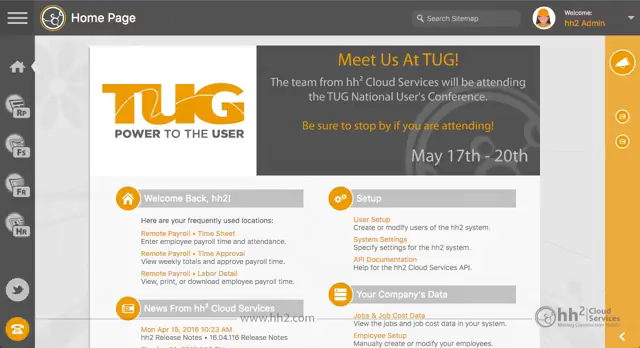 Home Page
Search Sitemap
Welcome:
hh2 Admin
RP
FS
FR
HR
TUG
POWER TO THE USER
Meet Us At TUG!
The team from hh² Cloud Services will be attending
the TUG National User's Conference.
Be sure to stop by if you are attending!
May 17th - 20th
Welcome Back, hh2!
Here are your frequently used locations:
Remote Payroll • Time Sheet
Enter employee payroll time and attendance.
Remote Payroll • Time Approval
View weekly totals and approve payroll time.
Remote Payroll • Labor Detail
View, print, or download employee payroll time.
News From hh² Cloud Services
Mon Apr 18, 2016 10:23 AM
hh2 Release Notes • 16.04.116 Release Notes
Setup
User Setup
Create or modify users of the hh2 system.
System Settings
Specify settings for the hh2 system.
API Documentation
Help for the hh2 Cloud Services API.
Your Company's Data
Jobs & Job Cost Data
View the jobs and job cost data in your system.
Employee Setup
Manually create or modify your employees.
www.hh2.com
hh2 Cloud
Services